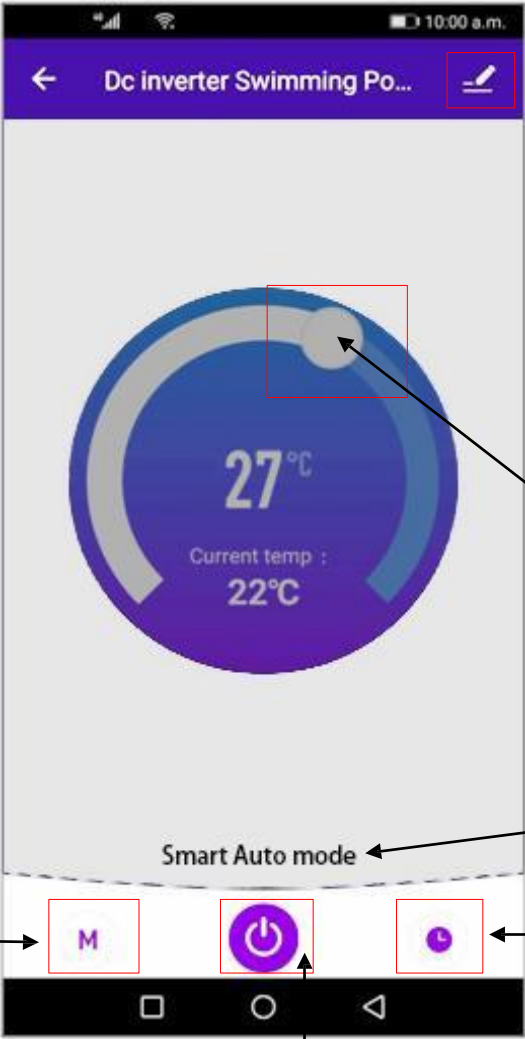 10:00 a.m.
Dc inverter Swimming Po...
27°C
Current temp :
22°C
Smart Auto mode
M